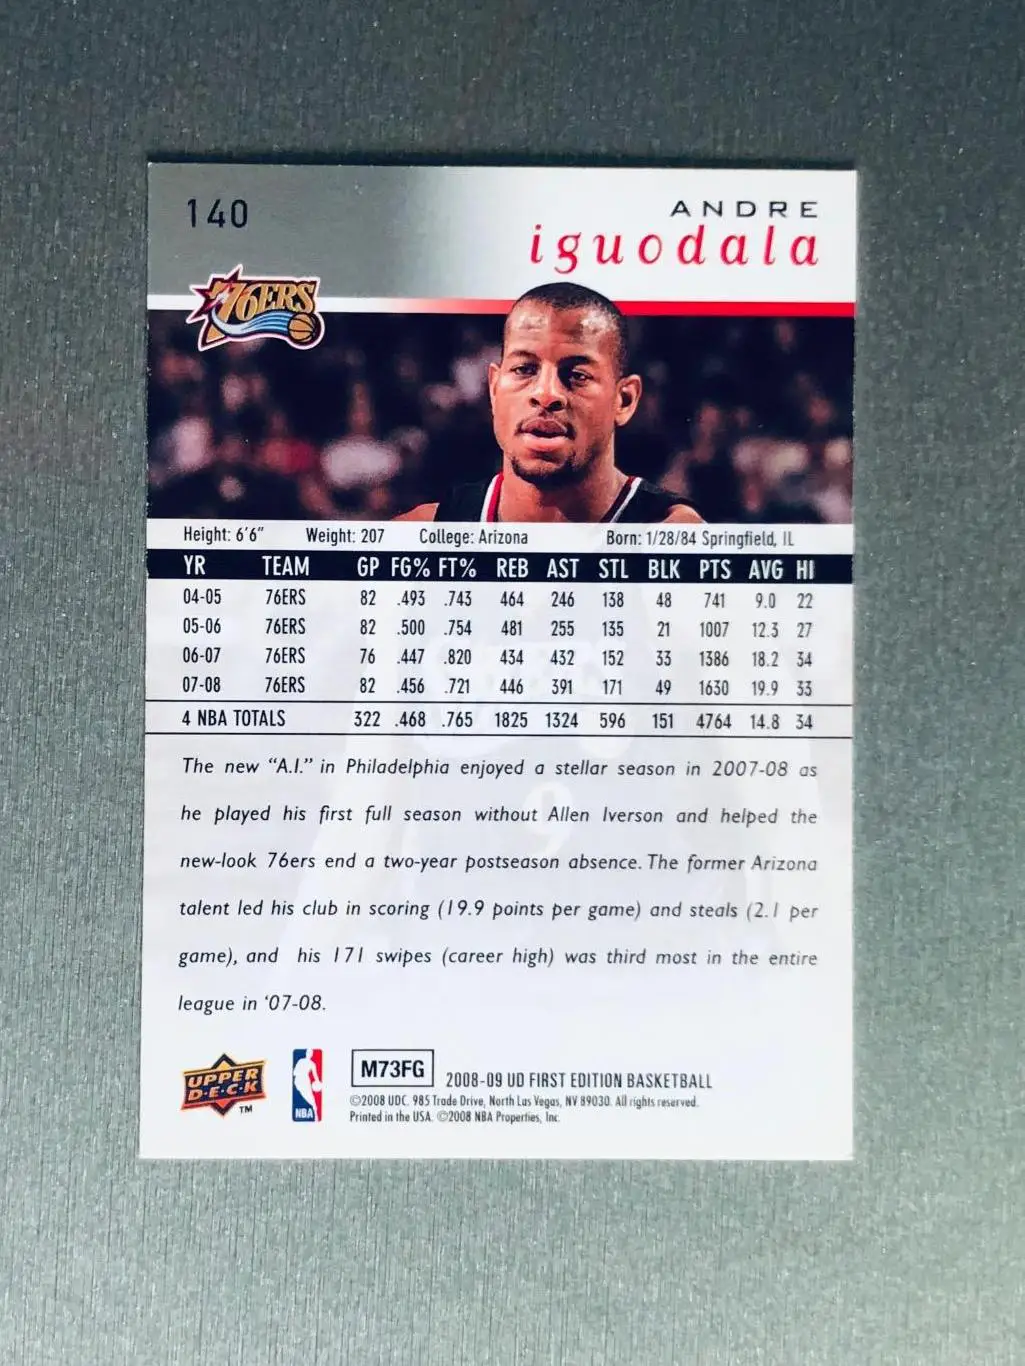 140
ANDRE
iguodala
76ERS
Height: 6'6" Weight: 207 College: Arizona Born: 1/28/84 Springfield, IL
YR TEAM GP FG% FT% REB AST STL BLK PTS AVG HI
04-05 76ERS 82 .493 .743 464 246 138 48 741 9.0 22
05-06 76ERS 82 .500 .754 481 255 135 21 1007 12.3 27
06-07 76ERS 76 .447 .820 434 432 152 33 1386 18.2 34
07-08 76ERS 82 .456 .721 446 391 171 49 1630 19.9 33
4 NBA TOTALS 322 .468 .765 1825 1324 596 151 4764 14.8 34
The new "A.I." in Philadelphia enjoyed a stellar season in 2007-08 as
he played his first full season without Allen Iverson and helped the
new-look 76ers end a two-year postseason absence. The former Arizona
talent led his club in scoring (19.9 points per game) and steals (2.1 per
game), and his 171 swipes (career high) was third most in the entire
league in '07-08.
UPPER
D·E·C·K
TM
NBA
M73FG
2008-09 UD FIRST EDITION BASKETBALL
©2008 UDC. 985 Trade Drive, North Las Vegas, NV 89030. All rights reserved.
Printed in the USA. ©2008 NBA Properties, Inc.